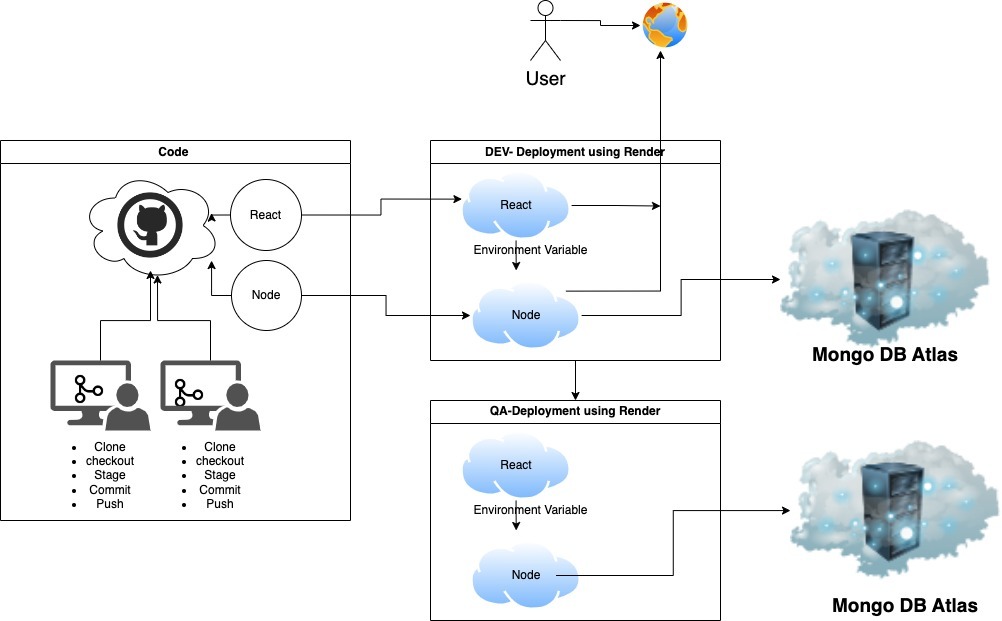 User
Code
React
Node
Clone
checkout
Stage
Commit
Push
Clone
checkout
Stage
Commit
Push
DEV- Deployment using Render
React
Environment Variable
Node
Mongo DB Atlas
QA-Deployment using Render
React
Environment Variable
Node
Mongo DB Atlas